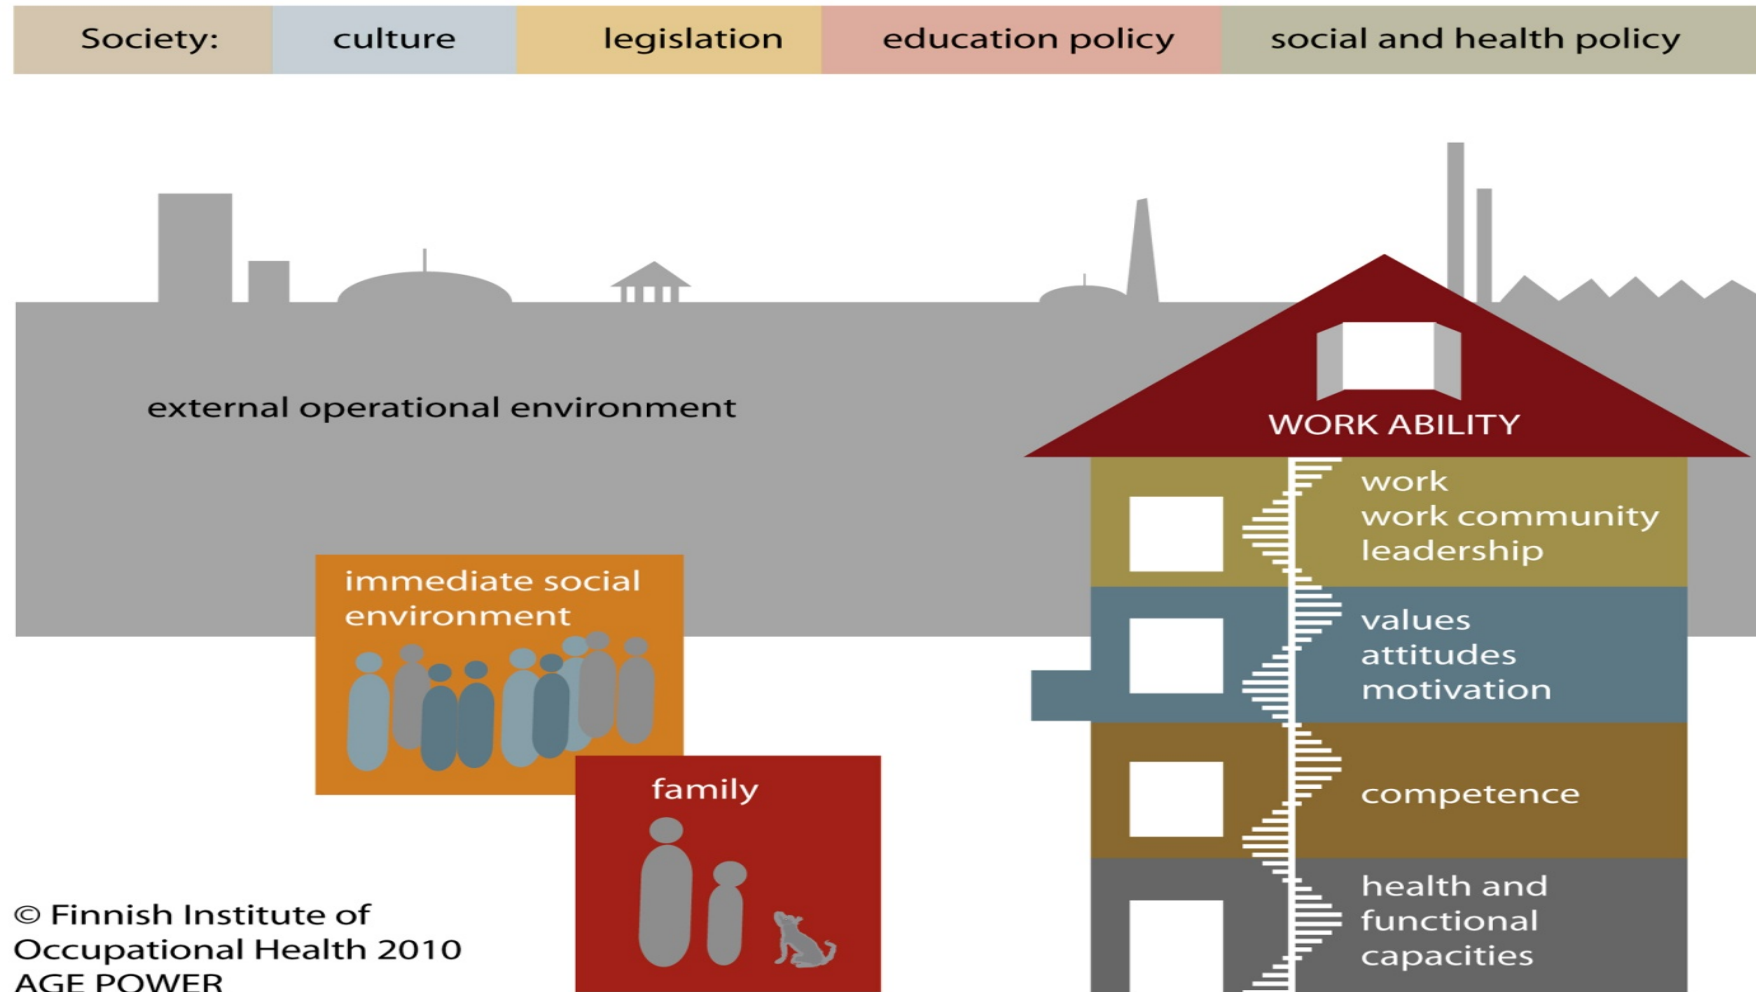 Society: culture legislation education policy social and health policy
external operational environment
WORK ABILITY
work
work community
leadership
immediate social
environment
values
attitudes
motivation
family
competence
health and
functional
capacities
© Finnish Institute of
Occupational Health 2010
AGE POWER